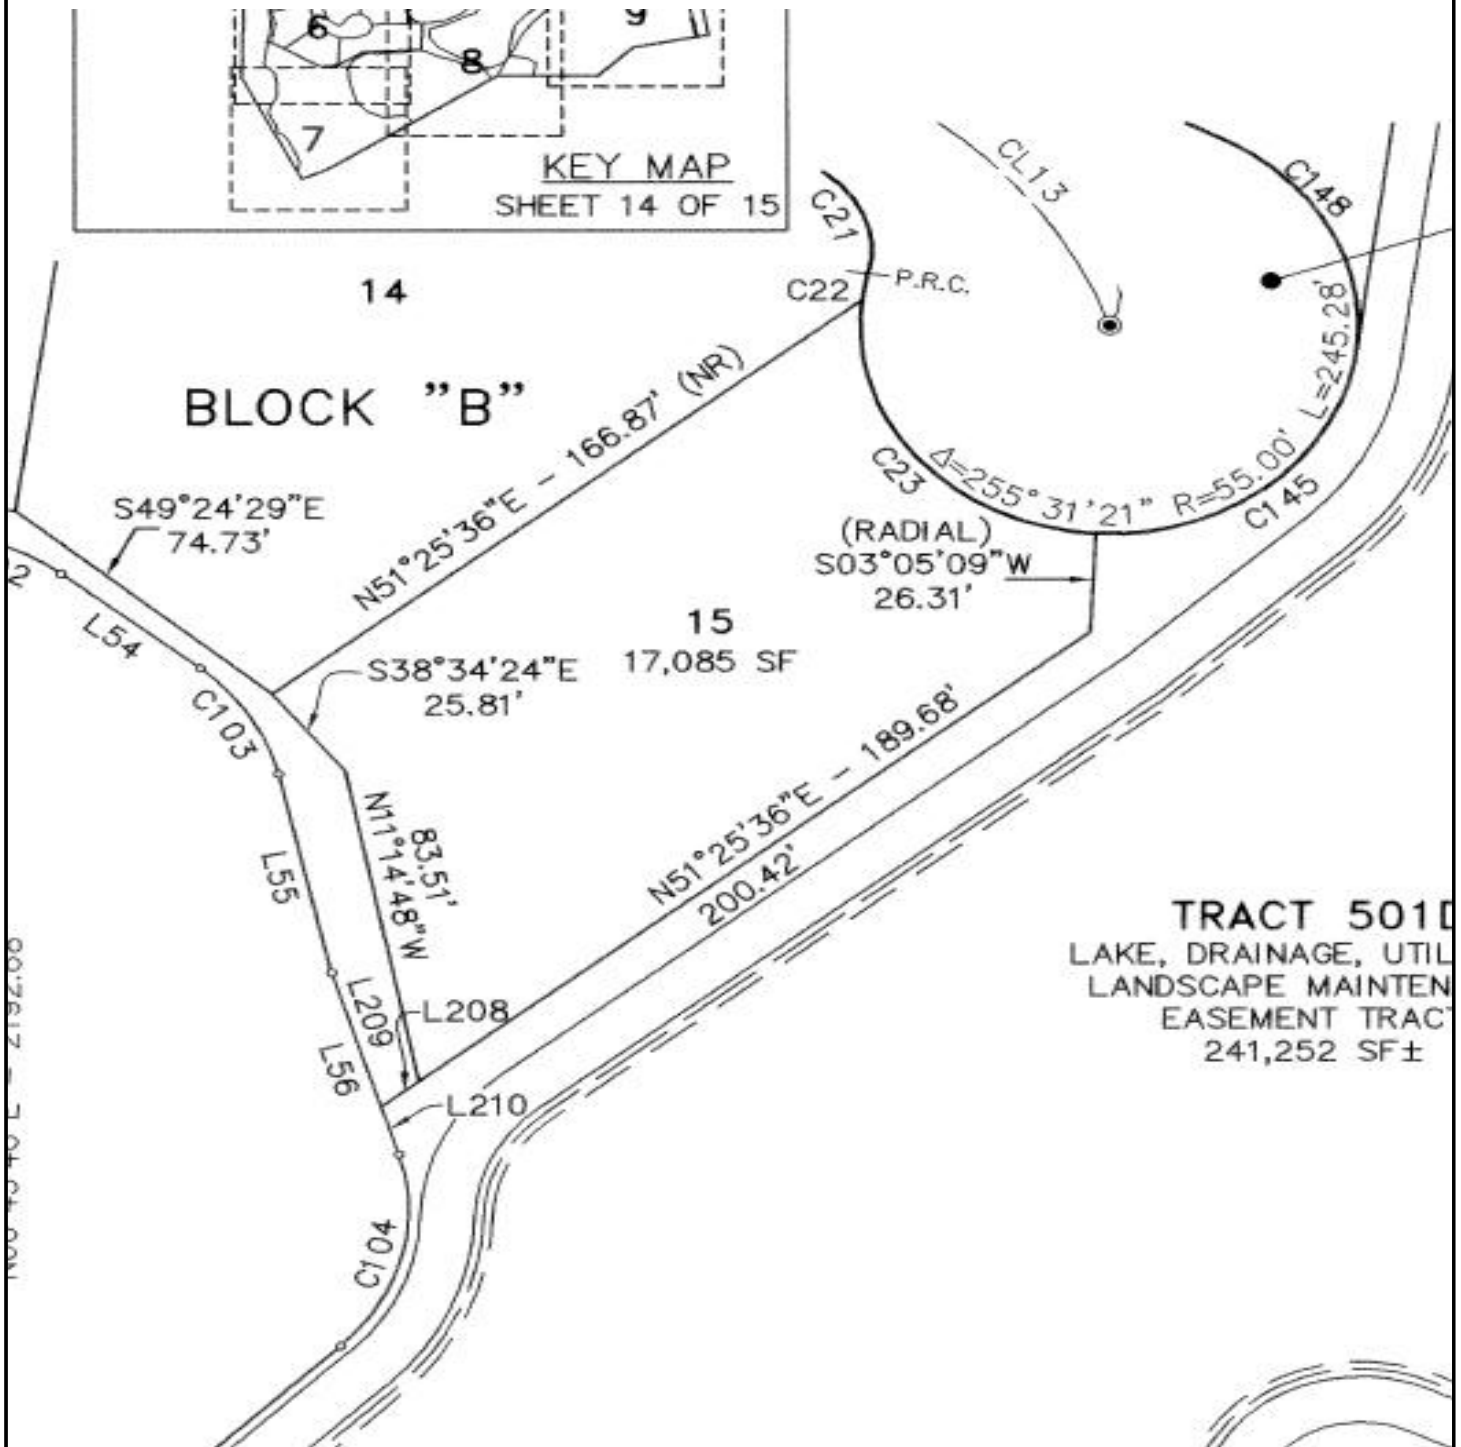 6
9
8
7
KEY MAP
SHEET 14 OF 15
CL13
C148
C21
P.R.C.
C22
14
BLOCK "B"
N51°25'36"E - 166.87' (NR)
L=245.28'
C23
Δ=255°31'21" R=55.00'
C145
S49°24'29"E
74.73'
(RADIAL)
S03°05'09"W
26.31'
L54
15
17,085 SF
S38°34'24"E
25.81'
C103
N51°25'36"E - 189.68'
200.42'
83.51'
N11°14'48"W
L55
TRACT 501D
LAKE, DRAINAGE, UTIL
LANDSCAPE MAINTEN
EASEMENT TRACT
241,252 SF±
L209
L208
L56
L210
C104